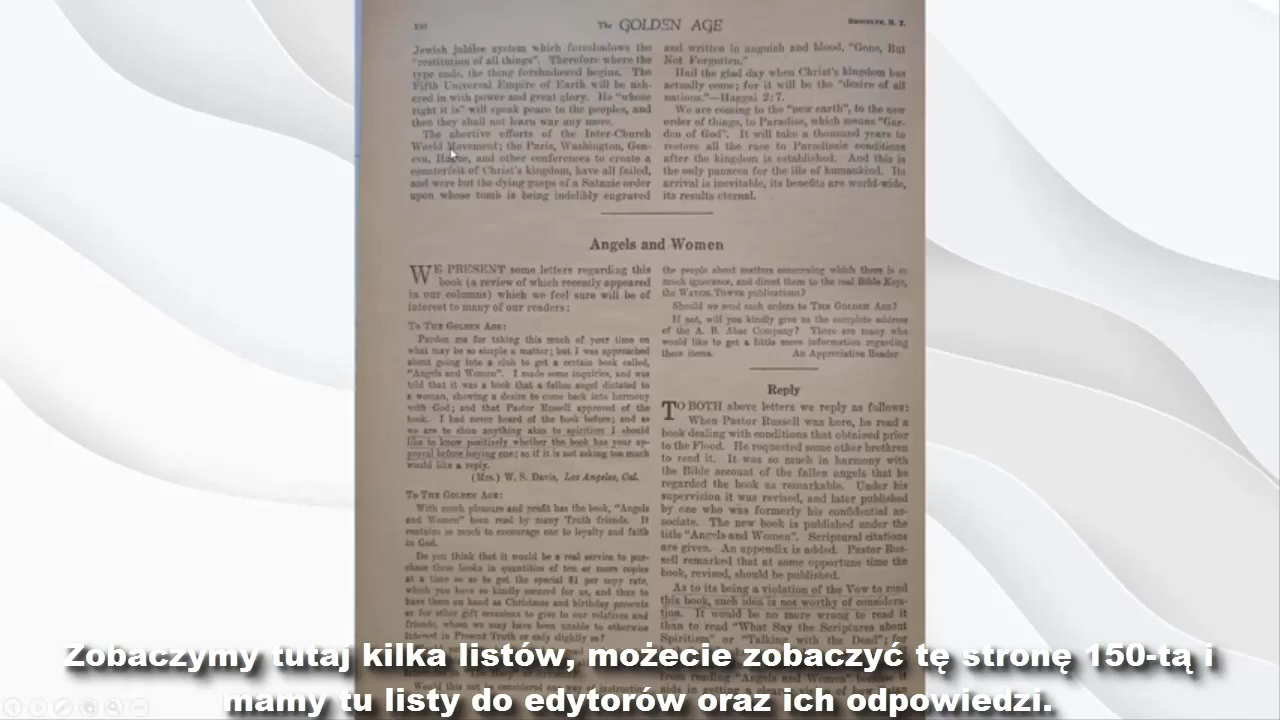 150 The GOLDEN AGE BROOKLYN, N. Y.
Jewish jubilee system which foreshadows the
"restitution of all things". Therefore where the
type ends, the thing foreshadowed begins. The
Fifth Universal Empire of Earth will be ush-
ered in with power and great glory. He "whose
right it is" will speak peace to the peoples, and
then they shall not learn war any more.
The abortive efforts of the Inter-Church
World Movement; the Paris, Washington, Gen-
eva, Hague, and other conferences to create a
counterfeit of Christ's kingdom, have all failed,
and were but the dying gasps of a Satanic order
upon whose tomb is being indelibly engraved
and written in anguish and blood, "Gone, But
Not Forgotten."
Hail the glad day when Christ's kingdom has
actually come; for it will be the "desire of all
nations."—Haggai 2:7.
We are coming to the "new earth", to the new
order of things, to Paradise, which means "Gar-
den of God". It will take a thousand years to
restore all the race to Paradisaic conditions
after the kingdom is established. And this is
the only panacea for the ills of humankind. Its
arrival is inevitable, its benefits are world-wide,
its results eternal.
Angels and Women
WE PRESENT some letters regarding this
book (a review of which recently appeared
in our columns) which we feel sure will be of
interest to many of our readers:
To THE GOLDEN AGE:
Pardon me for taking this much of your time on
what may be so simple a matter; but I was approached
about going into a club to get a certain book called,
"Angels and Women". I made some inquiries, and was
told that it was a book that a fallen angel dictated to
a woman, showing a desire to come back into harmony
with God; and that Pastor Russell approved of the
book. I had never heard of the book before; and as
we are to shun anything akin to spiritism I should
like to know positively whether the book has your ap-
proval before buying one; so if it is not asking too much
would like a reply.
(Mrs.) W. S. Davis, Los Angeles, Cal.
To THE GOLDEN AGE:
With much pleasure and profit has the book, "Angels
and Women" been read by many Truth friends. It
contains so much to encourage one to loyalty and faith
in God.
Do you think that it would be a real service to pur-
chase these books in quantities of ten or more copies
at a time so as to get the special $1 per copy rate,
which you have so kindly secured for us, and thus to
have them on hand as Christmas and birthday presents
or for other gift occasions to give to our relations and
friends, whom we may have been unable to otherwise
interest in Present Truth or only slightly so?
the people about matters concerning which there is so
much ignorance, and direct them to the real Bible Keys,
the WATCH TOWER publications?
Should we send such orders to THE GOLDEN AGE?
If not, will you kindly give us the complete address
of the A. B. Abac Company? There are many who
would like to get a little more information regarding
these items. An Appreciative Reader
Reply
TO BOTH above letters we reply as follows:
When Pastor Russell was here, he read a
book dealing with conditions that obtained prior
to the Flood. He requested some other brethren
to read it. It was so much in harmony with
the Bible account of the fallen angels that he
regarded the book as remarkable. Under his
supervision it was revised, and later published
by one who was formerly his confidential as-
sociate. The new book is published under the
title "Angels and Women". Scriptural citations
are given. An appendix is added. Pastor Rus-
sell remarked that at some opportune time the
book, revised, should be published.
As to its being a violation of the Vow to read
this book, such idea is not worthy of considera-
tion. It would be no more wrong to read it
than to read "What Say the Scriptures about
Spiritism" or "Talking with the Dead"; for
from reading "Angels and Women" because it
Zobaczymy tutaj kilka listów, możecie zobaczyć tę stronę 150-tą i
mamy tu listy do edytorów oraz ich odpowiedzi.